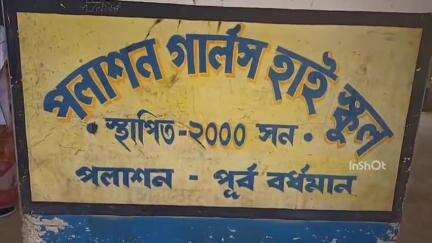 পলাশন গার্লস হাই স্কুল
• স্থাপিত - ২০০০ সন •
পলাশন - পূর্ব বর্ধমান
InShOt